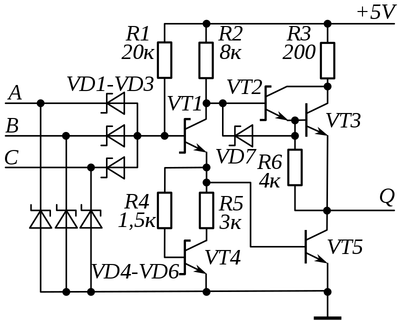 +5V
R1
20к
R2
8к
R3
200
A
VD1-VD3
VT2
VT1
VT3
B
VD7
C
R6
4к
Q
R4
1,5к
R5
3к
VT5
VT4
VD4-VD6